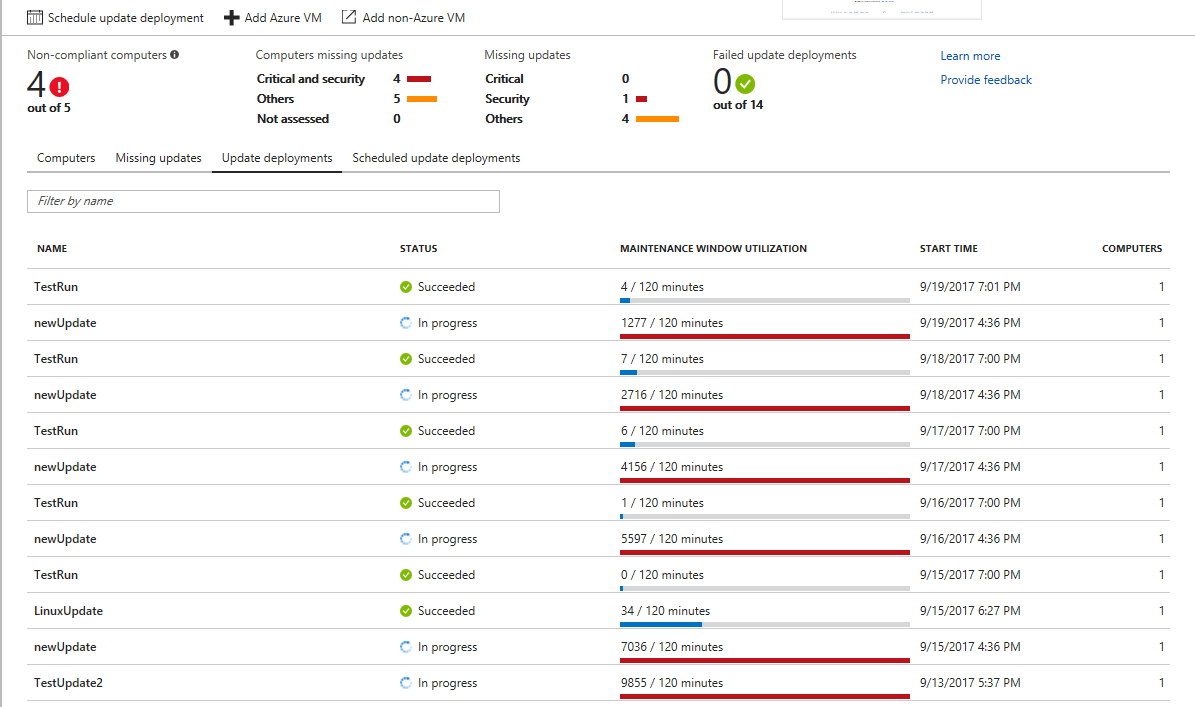 Schedule update deployment Add Azure VM Add non-Azure VM
Non-compliant computers Computers missing updates Missing updates Failed update deployments Learn more
4 Critical and security 4 Critical 0 0 Provide feedback
out of 5 Others 5 Security 1 out of 14
Not assessed 0 Others 4
Computers Missing updates Update deployments Scheduled update deployments
Filter by name
NAME STATUS MAINTENANCE WINDOW UTILIZATION START TIME COMPUTERS
TestRun Succeeded 4 / 120 minutes 9/19/2017 7:01 PM 1
newUpdate In progress 1277 / 120 minutes 9/19/2017 4:36 PM 1
TestRun Succeeded 7 / 120 minutes 9/18/2017 7:00 PM 1
newUpdate In progress 2716 / 120 minutes 9/18/2017 4:36 PM 1
TestRun Succeeded 6 / 120 minutes 9/17/2017 7:00 PM 1
newUpdate In progress 4156 / 120 minutes 9/17/2017 4:36 PM 1
TestRun Succeeded 1 / 120 minutes 9/16/2017 7:00 PM 1
newUpdate In progress 5597 / 120 minutes 9/16/2017 4:36 PM 1
TestRun Succeeded 0 / 120 minutes 9/15/2017 7:00 PM 1
LinuxUpdate Succeeded 34 / 120 minutes 9/15/2017 6:27 PM 1
newUpdate In progress 7036 / 120 minutes 9/15/2017 4:36 PM 1
TestUpdate2 In progress 9855 / 120 minutes 9/13/2017 5:37 PM 1